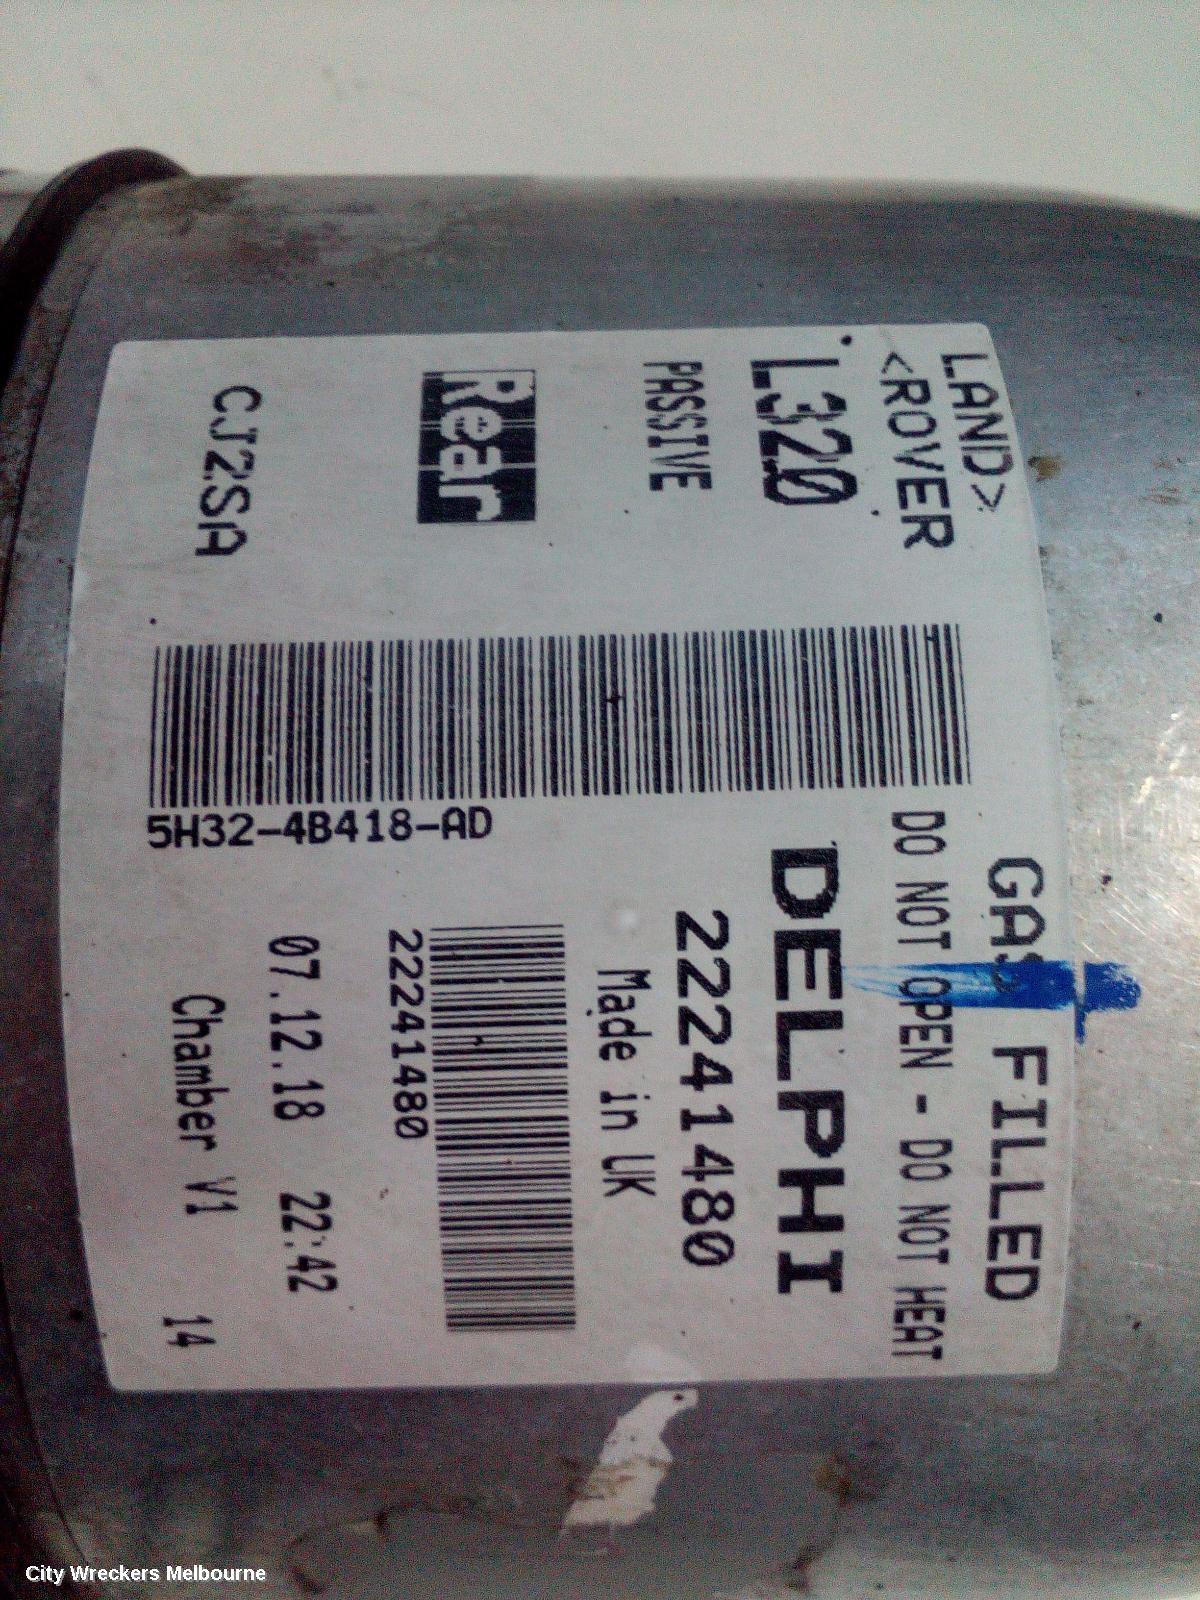 LAND>
<ROVER
L320
PASSIVE
Rear
CJ2SA
5H32-4B418-AD
GAS FILLED
DO NOT OPEN - DO NOT HEAT
DELPHI
22241480
Made in UK
22241480
07.12.18 22:42
Chamber V1 14
City Wreckers Melbourne